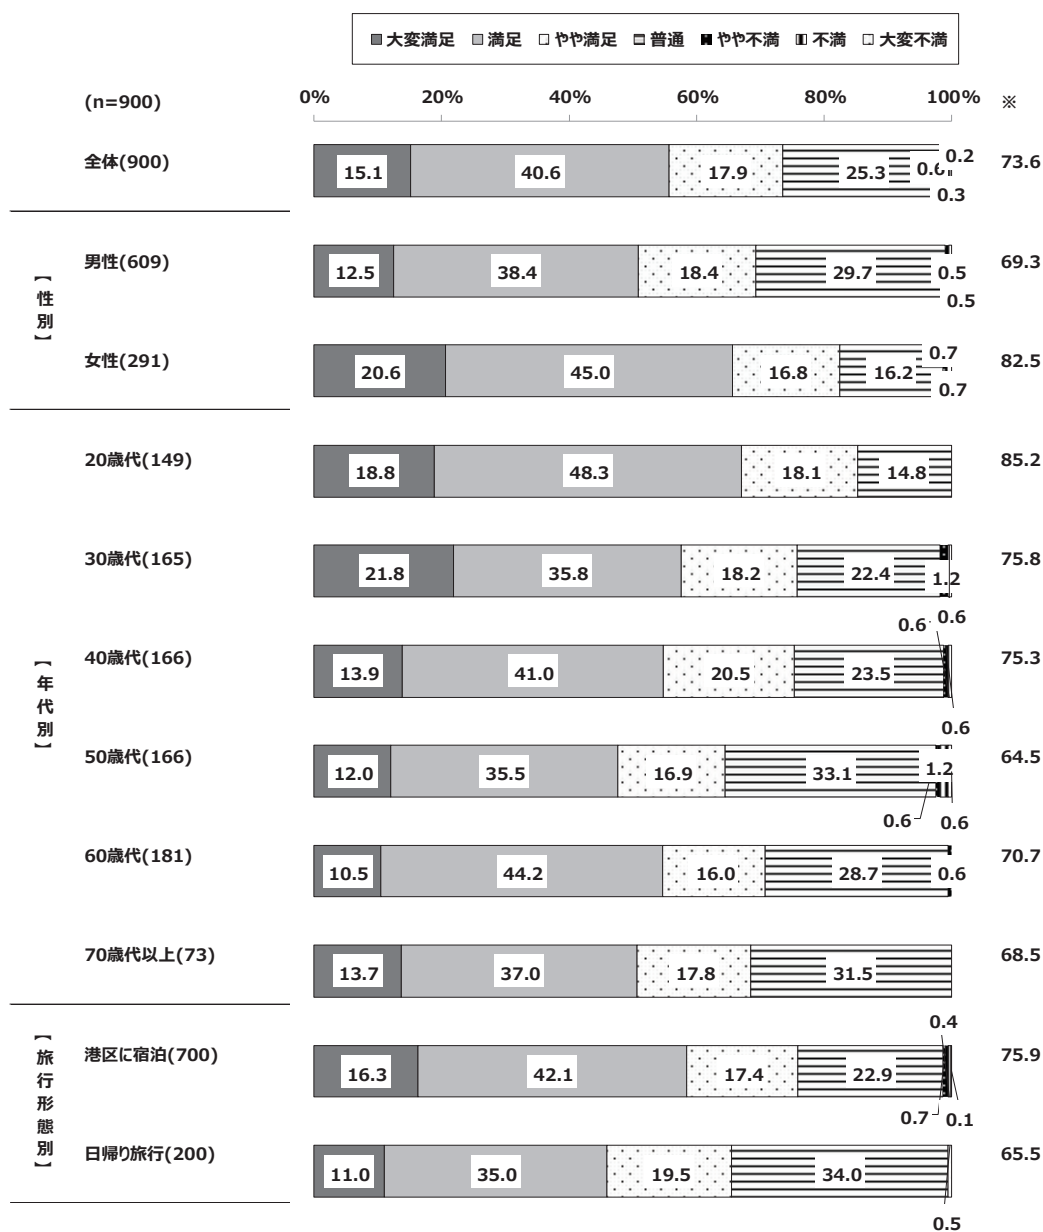 大変満足 満足 やや満足 普通 やや不満 不満 大変不満
(n=900) 0% 20% 40% 60% 80% 100% ※
全体(900) 15.1 40.6 17.9 25.3 0.6 0.2 0.3 73.6
【性別】
男性(609) 12.5 38.4 18.4 29.7 0.5 0.5 69.3
女性(291) 20.6 45.0 16.8 16.2 0.7 0.7 82.5
【年代別】
20歳代(149) 18.8 48.3 18.1 14.8 85.2
30歳代(165) 21.8 35.8 18.2 22.4 1.2 0.6 75.8
40歳代(166) 13.9 41.0 20.5 23.5 0.6 0.6 75.3
50歳代(166) 12.0 35.5 16.9 33.1 1.2 0.6 0.6 64.5
60歳代(181) 10.5 44.2 16.0 28.7 0.6 70.7
70歳代以上(73) 13.7 37.0 17.8 31.5 68.5
【旅行形態別】
港区に宿泊(700) 16.3 42.1 17.4 22.9 0.7 0.4 0.1 75.9
日帰り旅行(200) 11.0 35.0 19.5 34.0 0.5 65.5